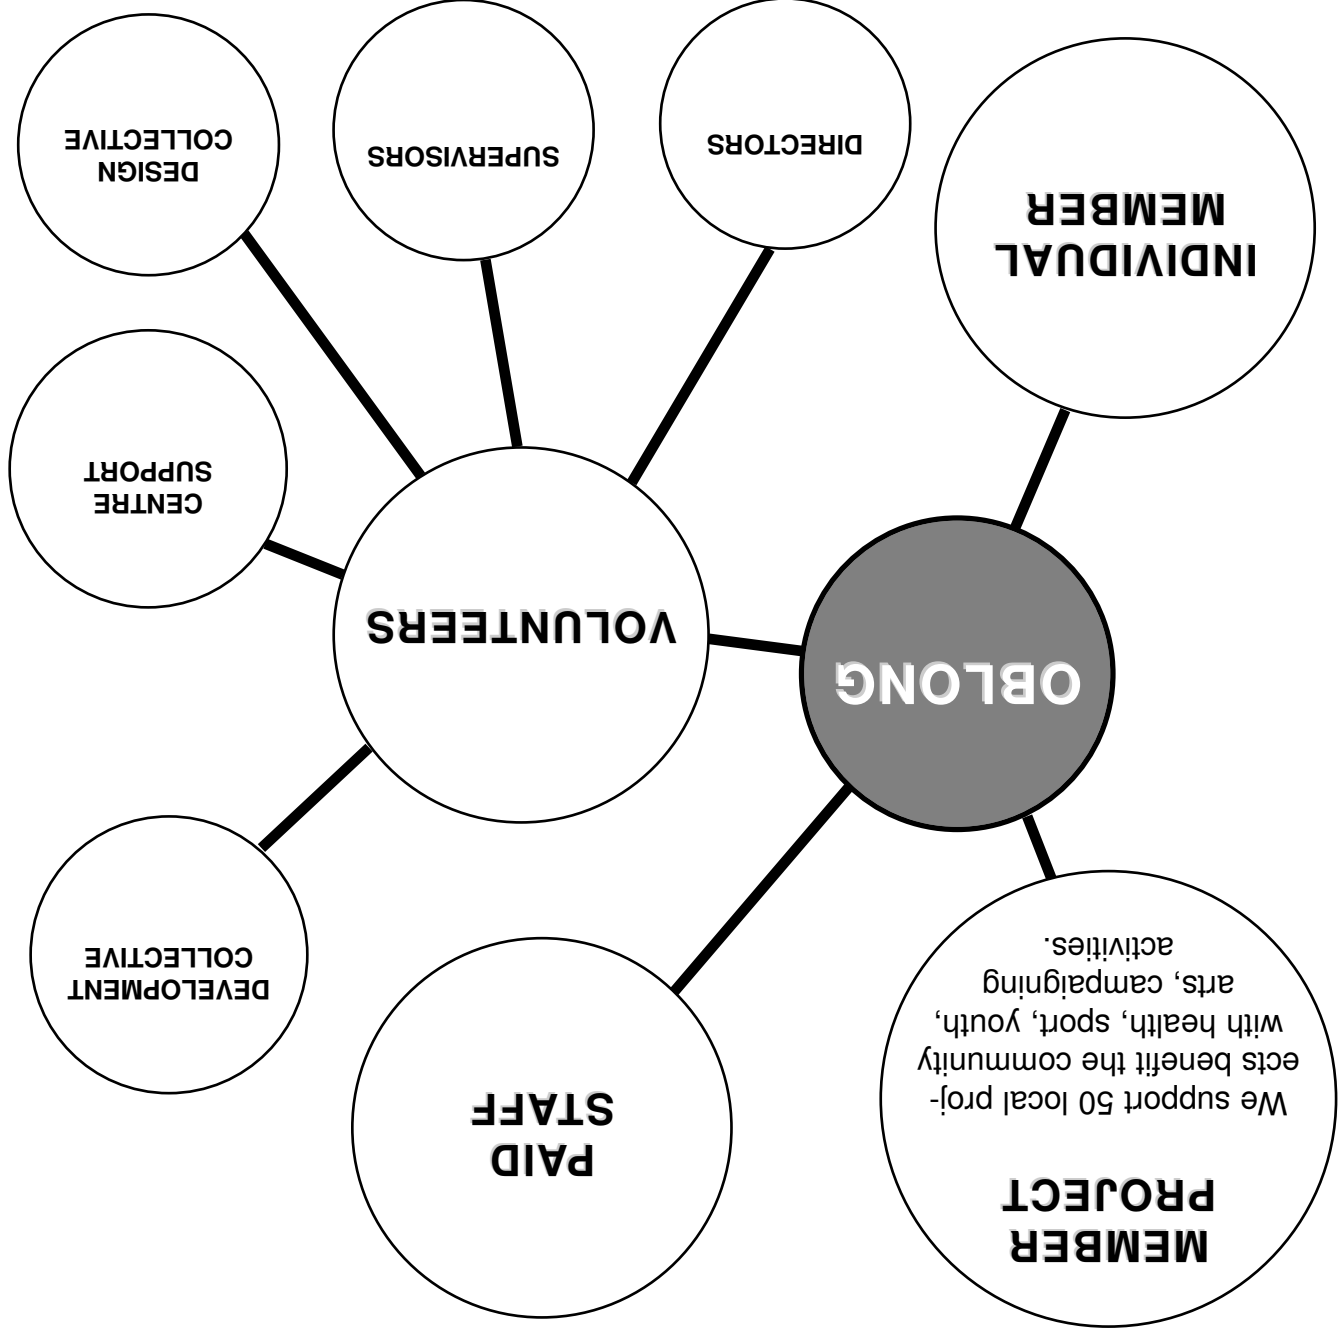 MEMBER
PROJECT
We support 50 local proj-
ects benefit the community
with health, sport, youth,
arts, campaigning
activities.
PAID
STAFF
DEVELOPMENT
COLLECTIVE
OBLONG
VOLUNTEERS
CENTRE
SUPPORT
INDIVIDUAL
MEMBER
DIRECTORS
SUPERVISORS
DESIGN
COLLECTIVE